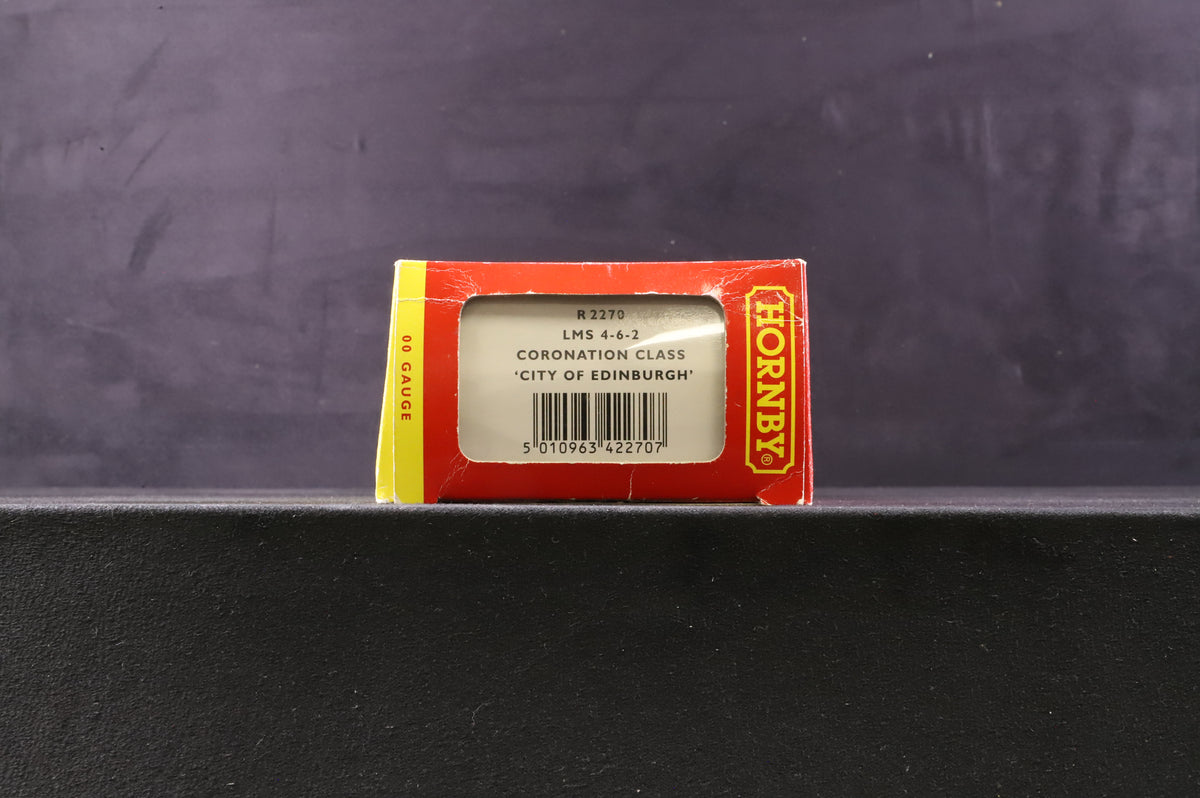 00 GAUGE
R 2270
LMS 4-6-2
CORONATION CLASS
‘CITY OF EDINBURGH’
5 010963 422707
HORNBY®